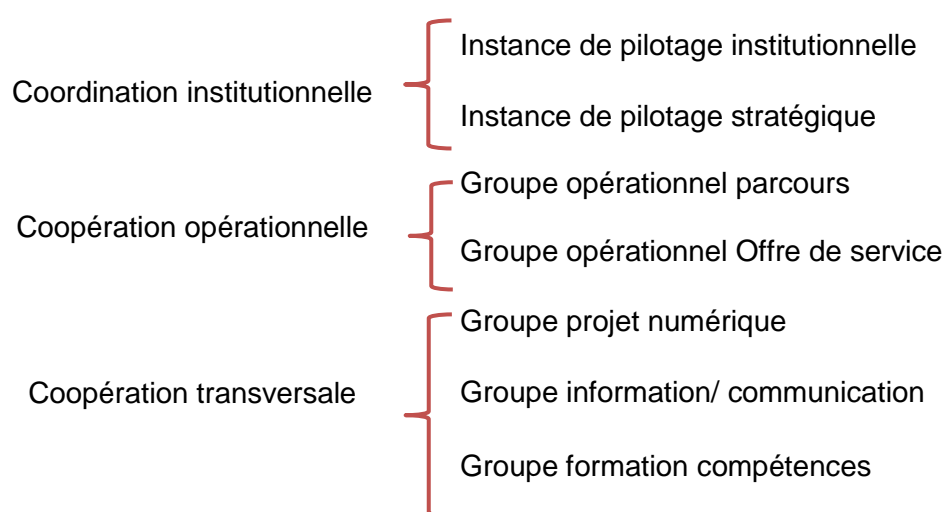 Coordination institutionnelle
Instance de pilotage institutionnelle
Instance de pilotage stratégique
Coopération opérationnelle
Groupe opérationnel parcours
Groupe opérationnel Offre de service
Coopération transversale
Groupe projet numérique
Groupe information/ communication
Groupe formation compétences